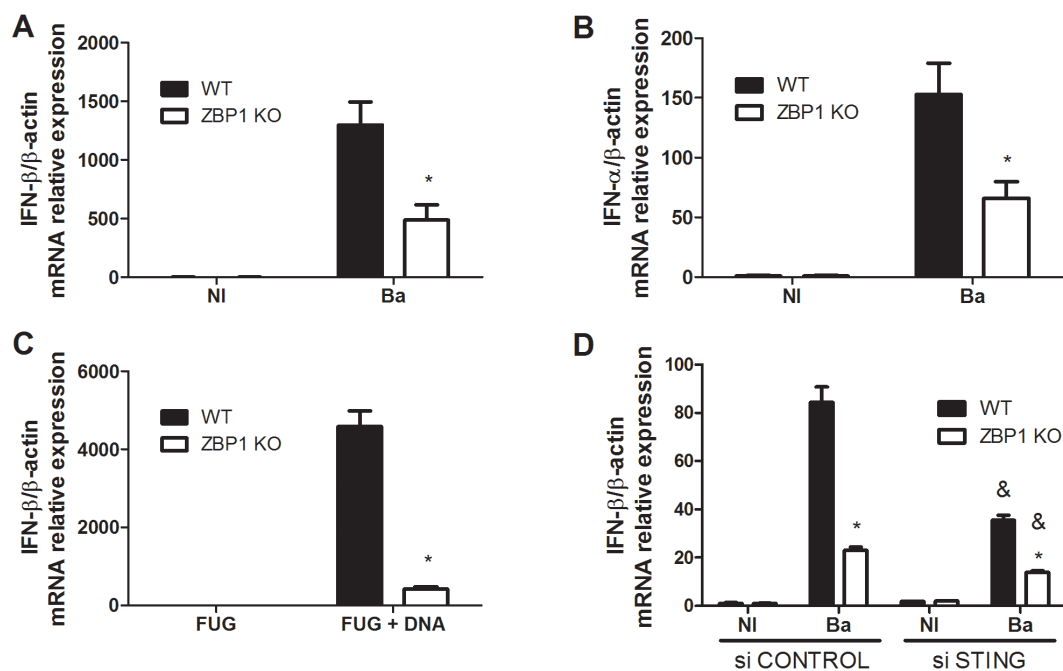 A
IFN-β/β-actin
mRNA relative expression
2000
1500
1000
500
0
WT
ZBP1 KO
*
NI
Ba
B
IFN-α/β-actin
mRNA relative expression
200
150
100
50
0
WT
ZBP1 KO
*
NI
Ba
C
IFN-β/β-actin
mRNA relative expression
6000
4000
2000
0
WT
ZBP1 KO
*
FUG
FUG + DNA
D
IFN-β/β-actin
mRNA relative expression
100
80
60
40
20
0
WT
ZBP1 KO
*
&
&
*
NI
Ba
NI
Ba
si CONTROL
si STING